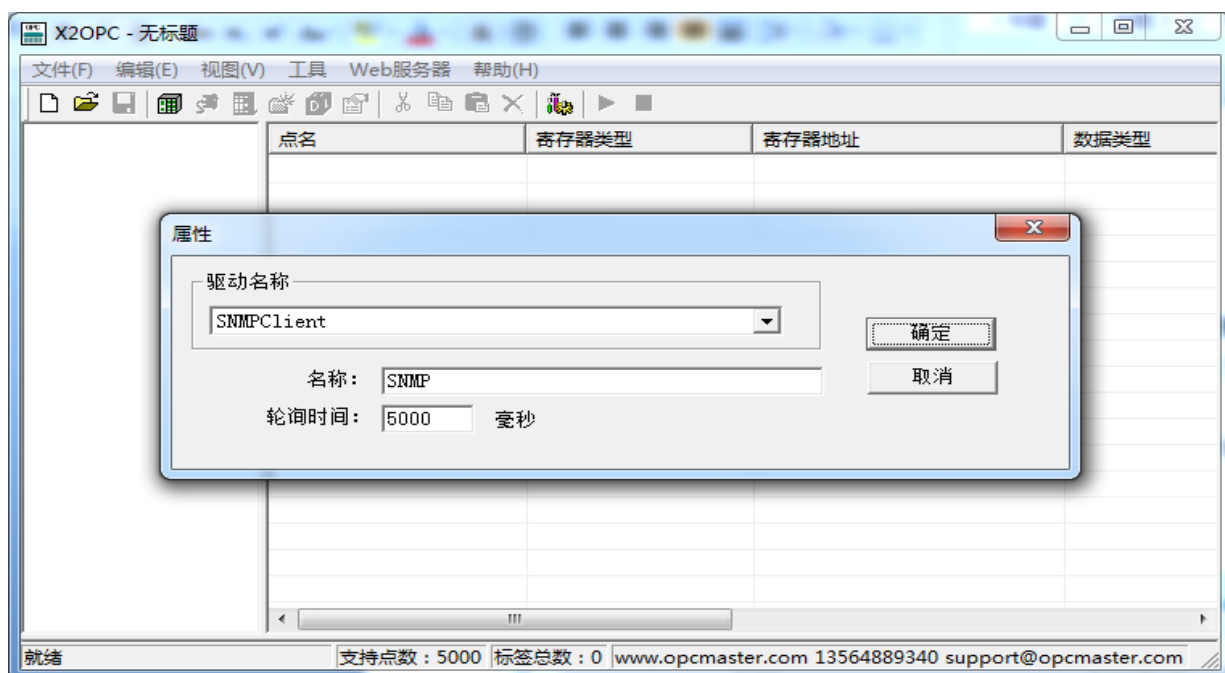 X2OPC - 无标题
文件(F) 编辑(E) 视图(V) 工具 Web服务器 帮助(H)
点名 寄存器类型 寄存器地址 数据类型
属性
驱动名称
SNMPClient
确定
名称： SNMP
取消
轮询时间： 5000 毫秒
就绪 支持点数：5000 标签总数：0 www.opcmaster.com 13564889340 support@opcmaster.com